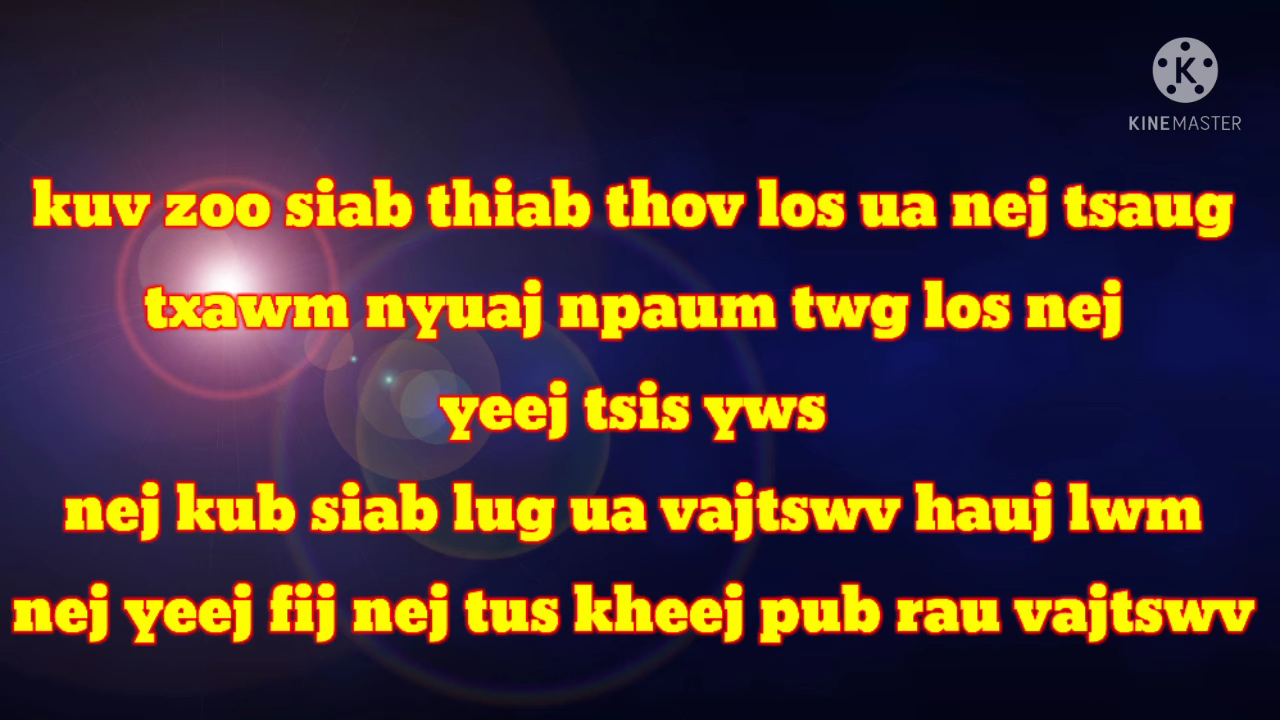 KINEMASTER
kuv zoo siab thiab thov los ua nej tsaug
txawm nyuaj npaum twg los nej
yeej tsis yws
nej kub siab lug ua vajtswv hauj lwm
nej yeej fij nej tus kheej pub rau vajtswv